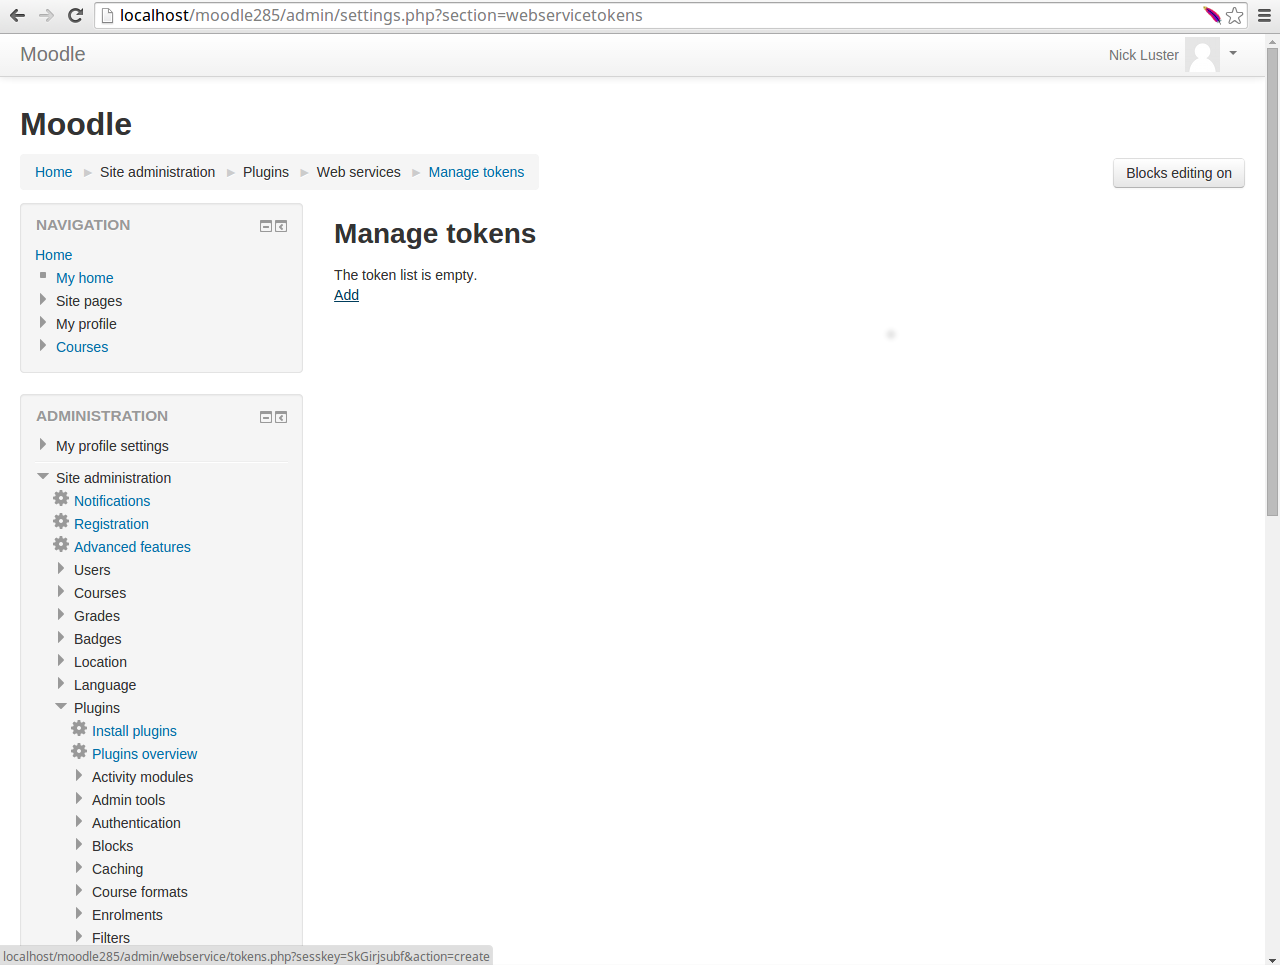 localhost/moodle285/admin/settings.php?section=webservicetokens
Moodle
Nick Luster
Moodle
Home Site administration Plugins Web services Manage tokens
Blocks editing on
NAVIGATION
Home
My home
Site pages
My profile
Courses
Manage tokens
The token list is empty.
Add
ADMINISTRATION
My profile settings
Site administration
Notifications
Registration
Advanced features
Users
Courses
Grades
Badges
Location
Language
Plugins
Install plugins
Plugins overview
Activity modules
Admin tools
Authentication
Blocks
Caching
Course formats
Enrolments
Filters
localhost/moodle285/admin/webservice/tokens.php?sesskey=SkGirjsubf&action=create